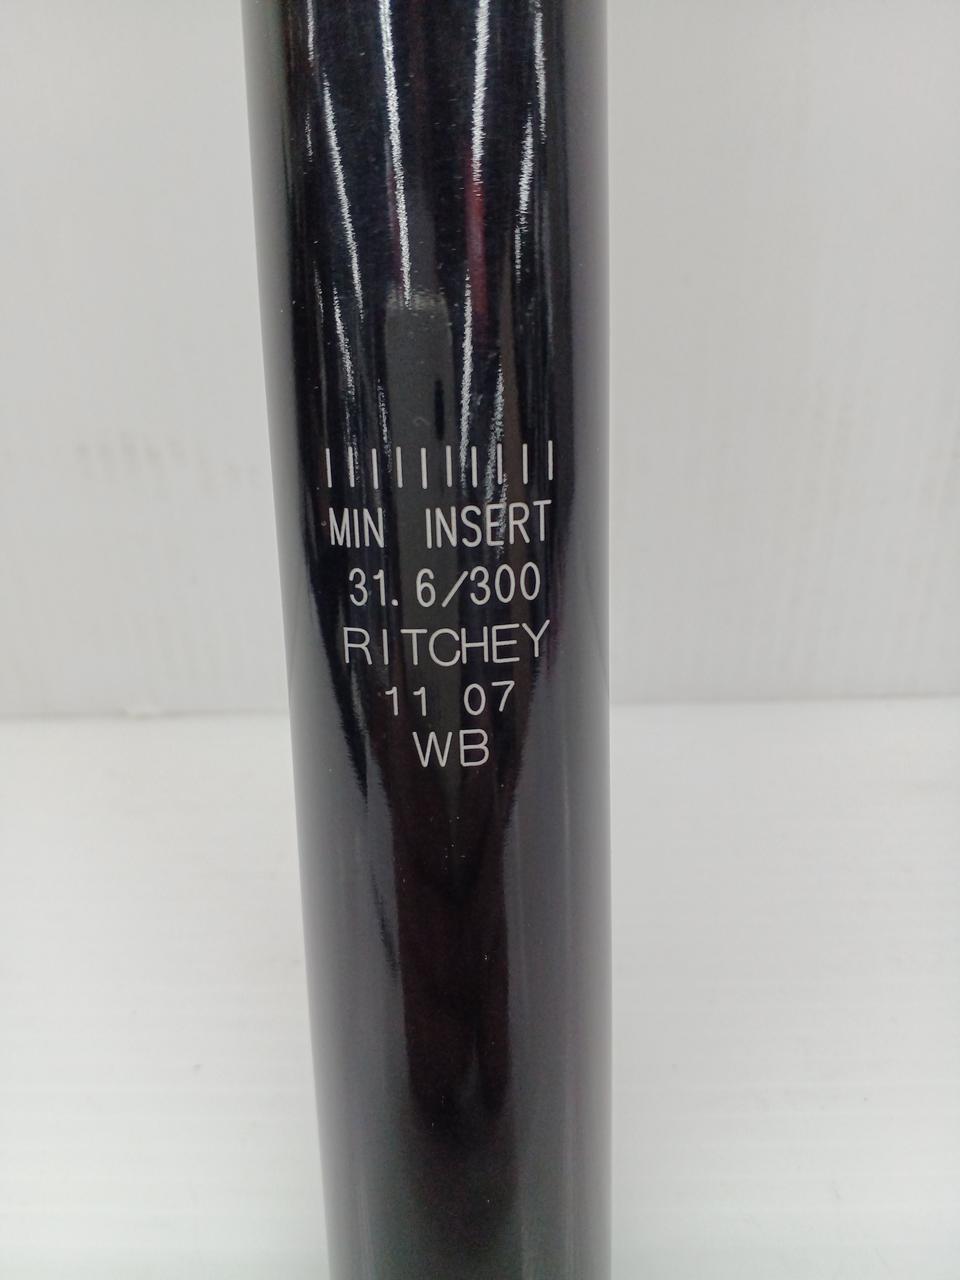 MIN INSERT
31.6/300
RITCHEY
11 07
WB